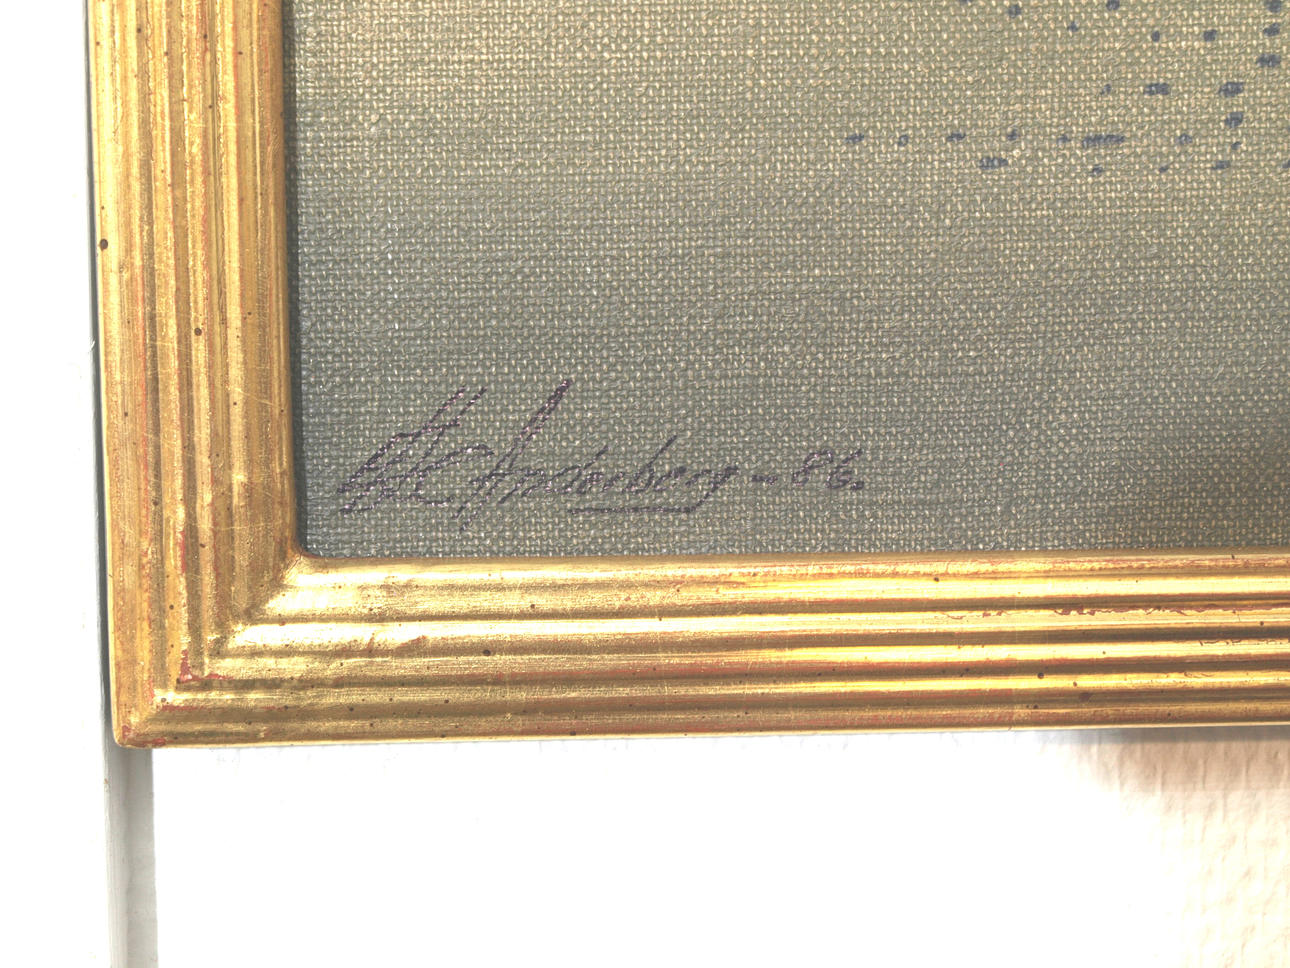 Anderberg - 86.